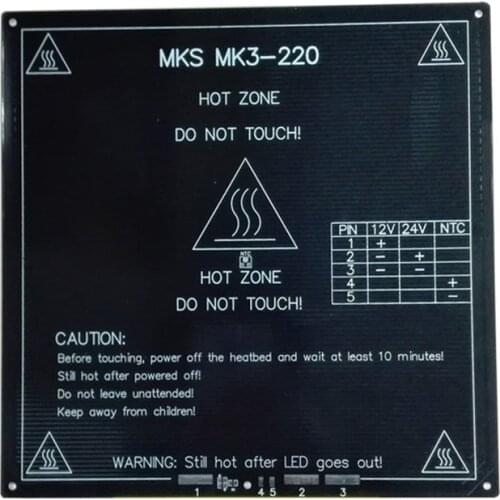 MKS MK3-220
HOT ZONE
DO NOT TOUCH!
NTC
HOT ZONE
DO NOT TOUCH!
PIN 12V 24V NTC
1 +
2 - +
3 - -
4 +
5 -
CAUTION:
Before touching, power off the heatbed and wait at least 10 minutes!
Still hot after powered off!
Do not leave unattended!
Keep away from children!
WARNING: Still hot after LED goes out!
1 4 5 2 3